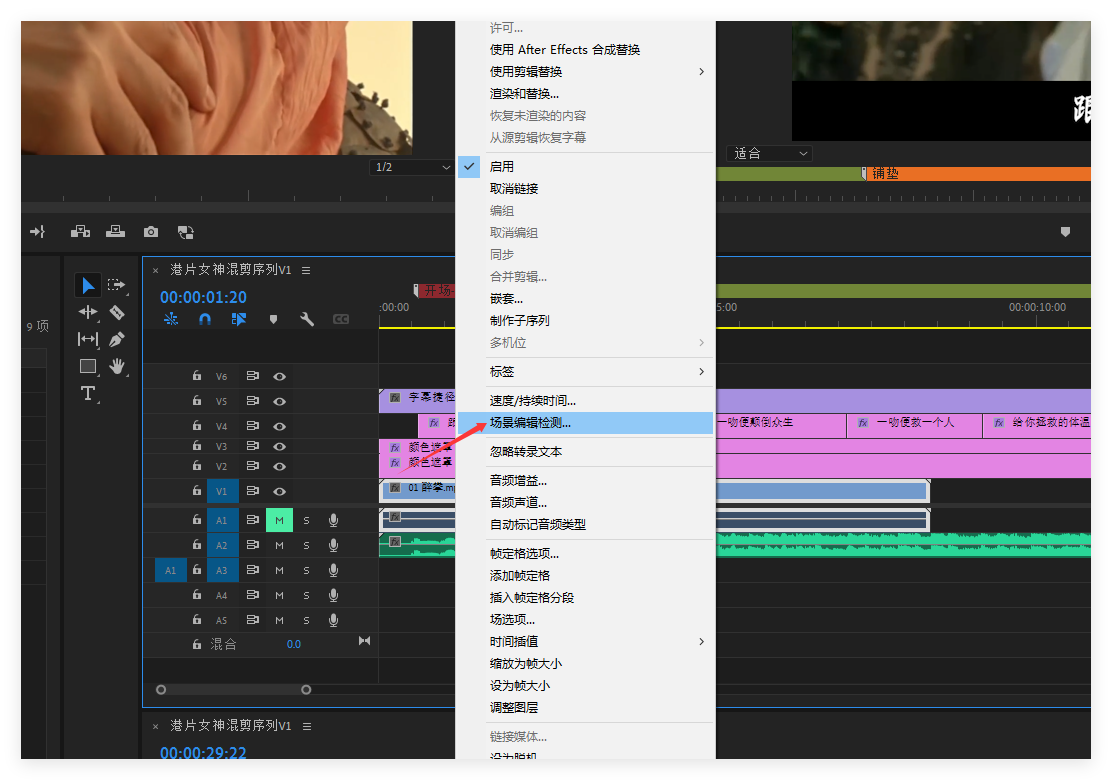 许可...
使用 After Effects 合成替换
使用剪辑替换
渲染和替换...
恢复未渲染的内容
从源剪辑恢复字幕
启用
取消链接
编组
取消编组
同步
合并剪辑...
嵌套...
制作子序列
多机位
标签
速度/持续时间...
场景编辑检测...
忽略转录文本
音频增益...
音频声道...
自动标记音频类型
帧定格选项...
添加帧定格
插入帧定格分段
场选项...
时间插值
缩放为帧大小
设为帧大小
调整图层
链接媒体...
设为脱机
1/2
适合
铺垫
9 项
× 港片女神混剪序列V1
00:00:01:20
开场
:00:00
5:00
00:00:10:00
V6
V5
字幕捷径
V4
一吻便颠倒众生
fx 一吻便救一个人
fx 给你拯救的体温
V3
fx 颜色遮罩
V2
fx 颜色遮罩
V1
fx 01 醉拳.mp
A1 M S
A2 M S
A1 A3 M S
A4 M S
A5 M S
混合 0.0
× 港片女神混剪序列V1
00:00:29:22